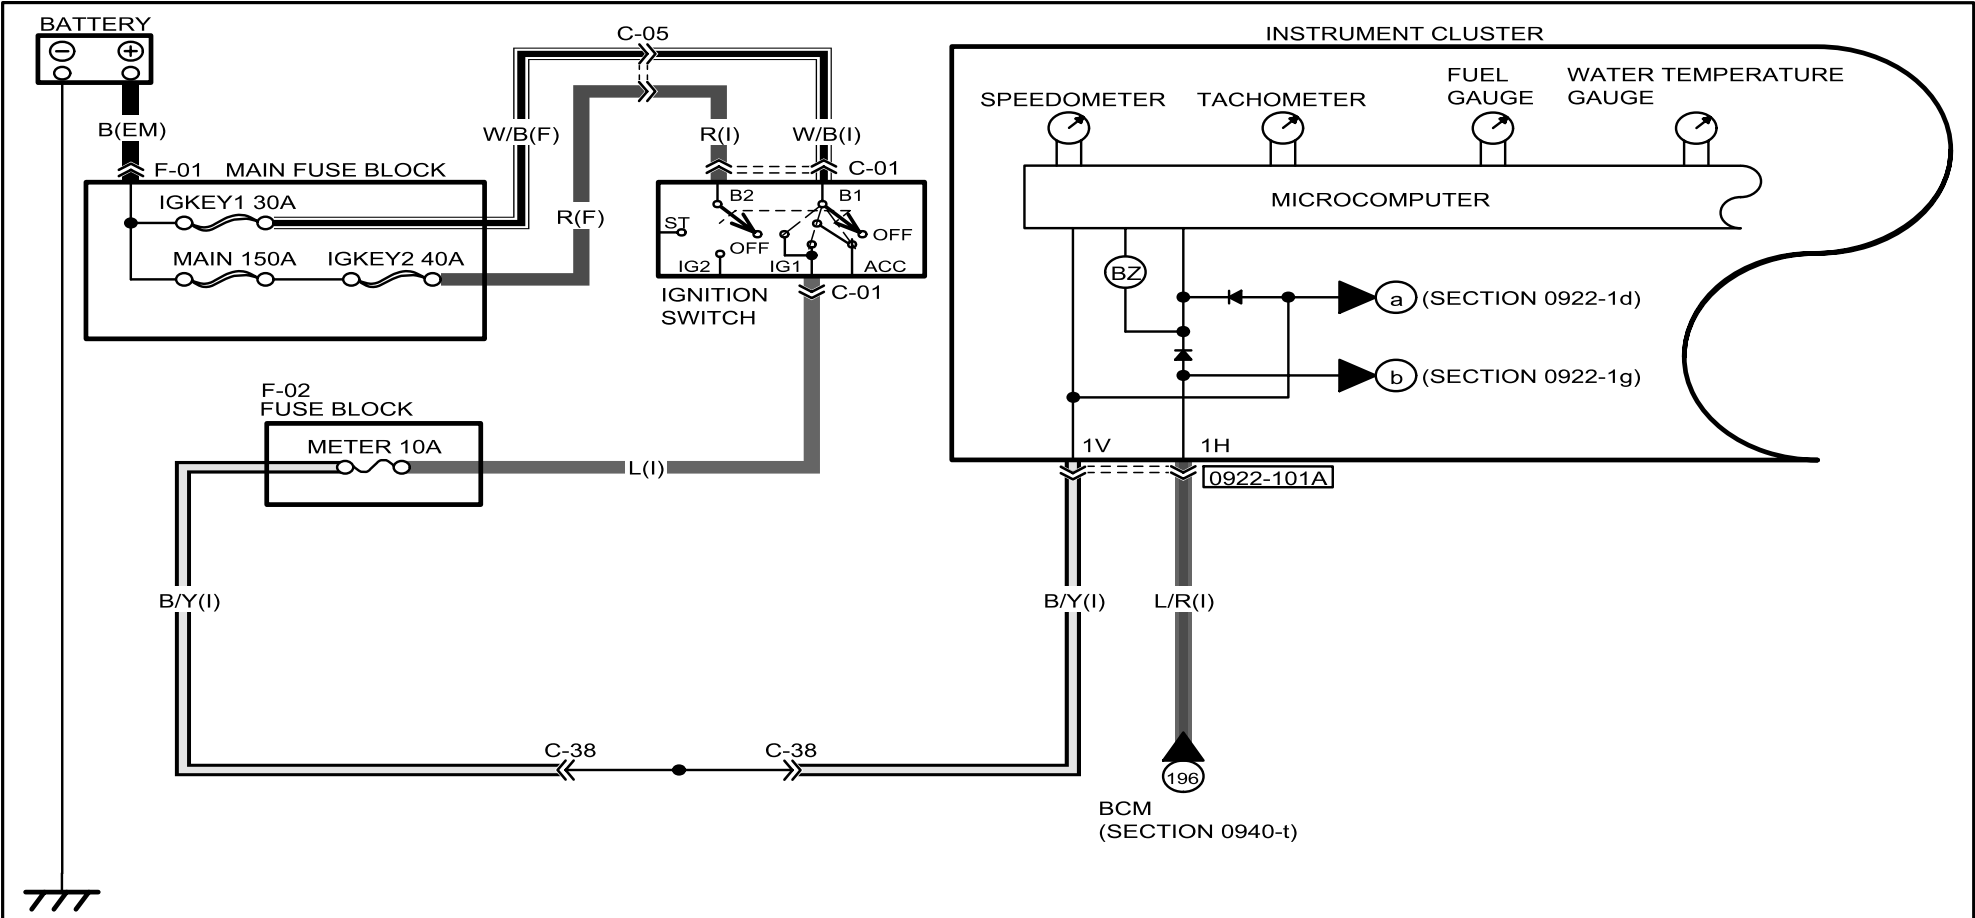 BATTERY
− +
B(EM)
F-01 MAIN FUSE BLOCK
IGKEY1 30A
MAIN 150A IGKEY2 40A
C-05
W/B(F)
R(F)
R(I)
W/B(I)
C-01
B2 B1
ST
OFF OFF
IG2 IG1 ACC
IGNITION
SWITCH
C-01
F-02
FUSE BLOCK
METER 10A
L(I)
B/Y(I)
C-38 C-38
INSTRUMENT CLUSTER
SPEEDOMETER
TACHOMETER
FUEL
GAUGE
WATER TEMPERATURE
GAUGE
MICROCOMPUTER
BZ
a (SECTION 0922-1d)
b (SECTION 0922-1g)
1V 1H
0922-101A
B/Y(I) L/R(I)
196
BCM
(SECTION 0940-t)